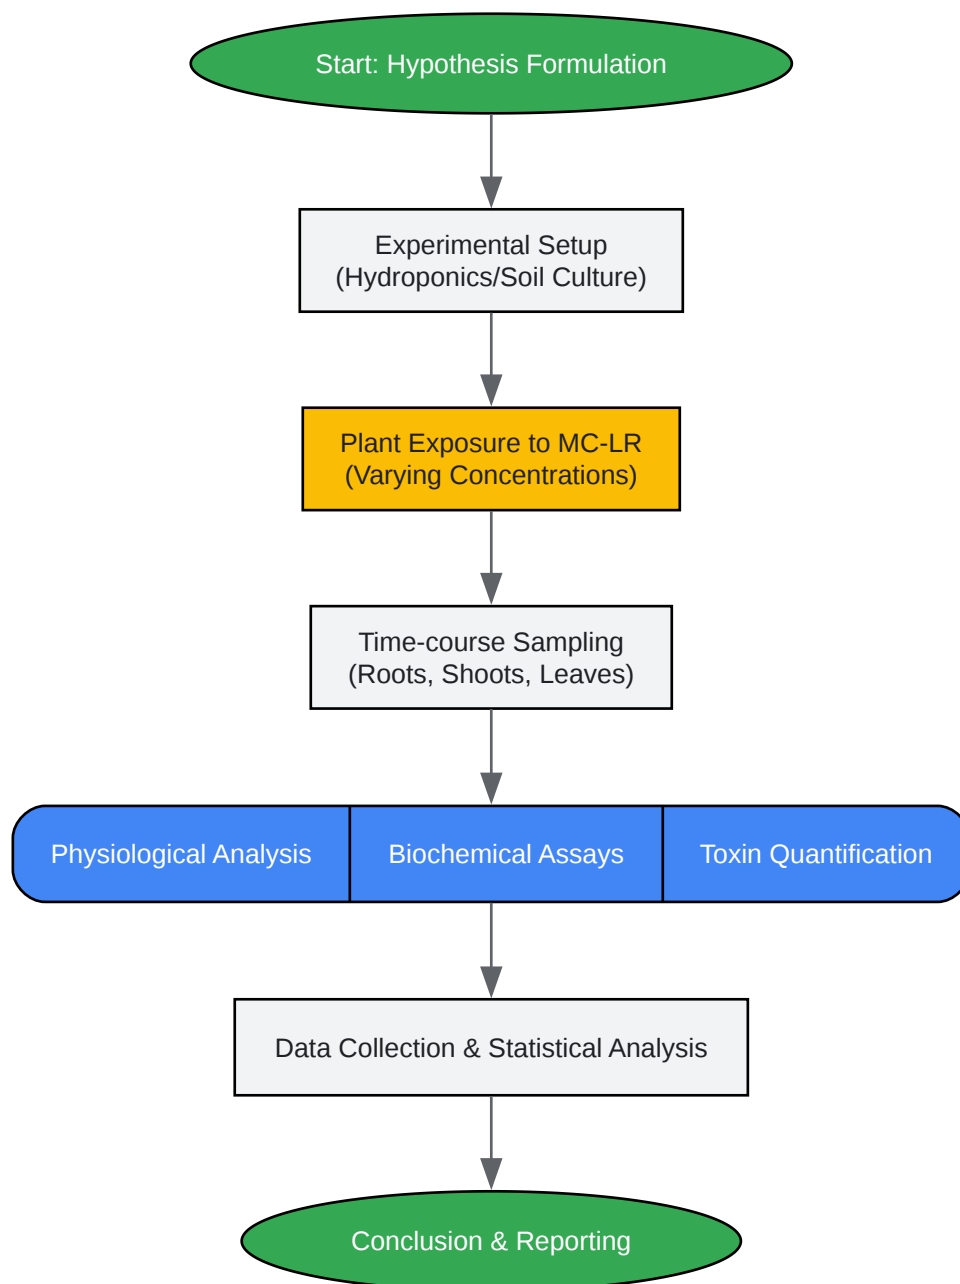 Start: Hypothesis Formulation
Experimental Setup
(Hydroponics/Soil Culture)
Plant Exposure to MC-LR
(Varying Concentrations)
Time-course Sampling
(Roots, Shoots, Leaves)
Physiological Analysis
Biochemical Assays
Toxin Quantification
Data Collection & Statistical Analysis
Conclusion & Reporting